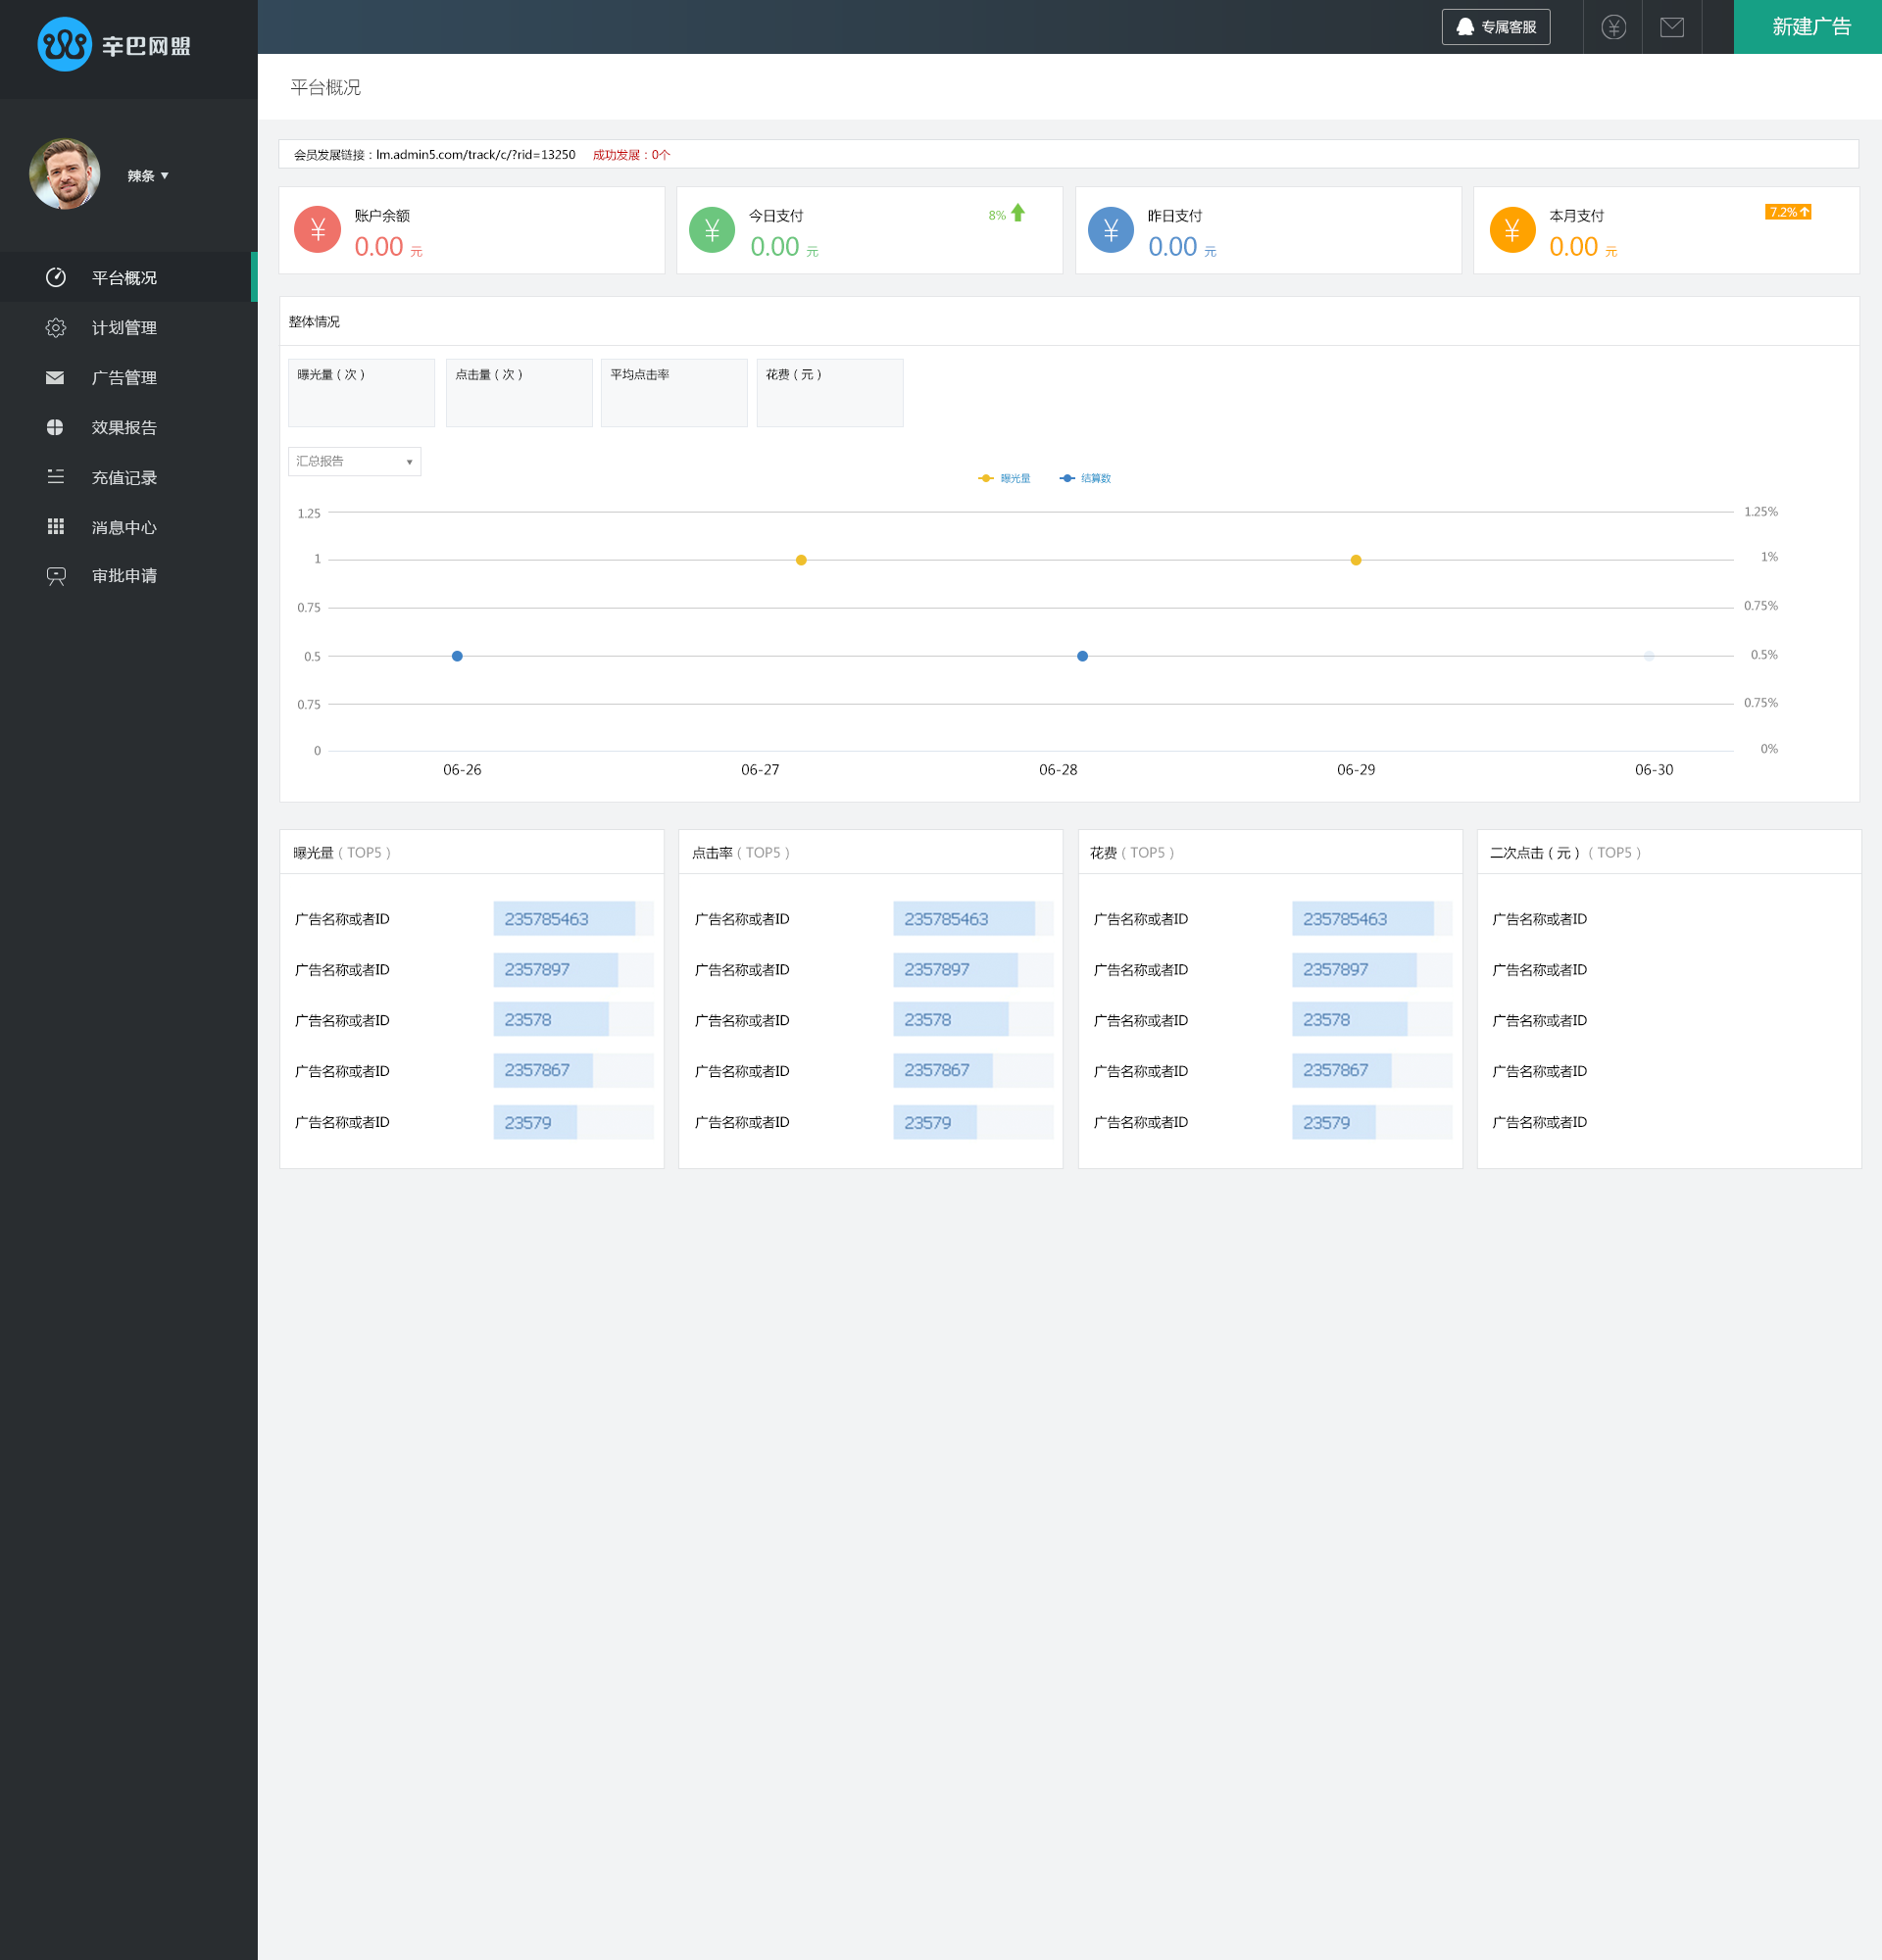 辛巴网盟
专属客服
新建广告
平台概况
辣条
平台概况
计划管理
广告管理
效果报告
充值记录
消息中心
审批申请
会员发展链接：lm.admin5.com/track/c/?rid=13250 成功发展：0个
¥ 账户余额
0.00 元
¥ 今日支付 8%
0.00 元
¥ 昨日支付
0.00 元
¥ 本月支付 7.2%
0.00 元
整体情况
曝光量（次） 点击量（次） 平均点击率 花费（元）
汇总报告
曝光量 结算数
1.25 1.25%
1 1%
0.75 0.75%
0.5 0.5%
0.75 0.75%
0 0%
06-26 06-27 06-28 06-29 06-30
曝光量（TOP5）
广告名称或者ID 235785463
广告名称或者ID 2357897
广告名称或者ID 23578
广告名称或者ID 2357867
广告名称或者ID 23579
点击率（TOP5）
广告名称或者ID 235785463
广告名称或者ID 2357897
广告名称或者ID 23578
广告名称或者ID 2357867
广告名称或者ID 23579
花费（TOP5）
广告名称或者ID 235785463
广告名称或者ID 2357897
广告名称或者ID 23578
广告名称或者ID 2357867
广告名称或者ID 23579
二次点击（元）（TOP5）
广告名称或者ID
广告名称或者ID
广告名称或者ID
广告名称或者ID
广告名称或者ID